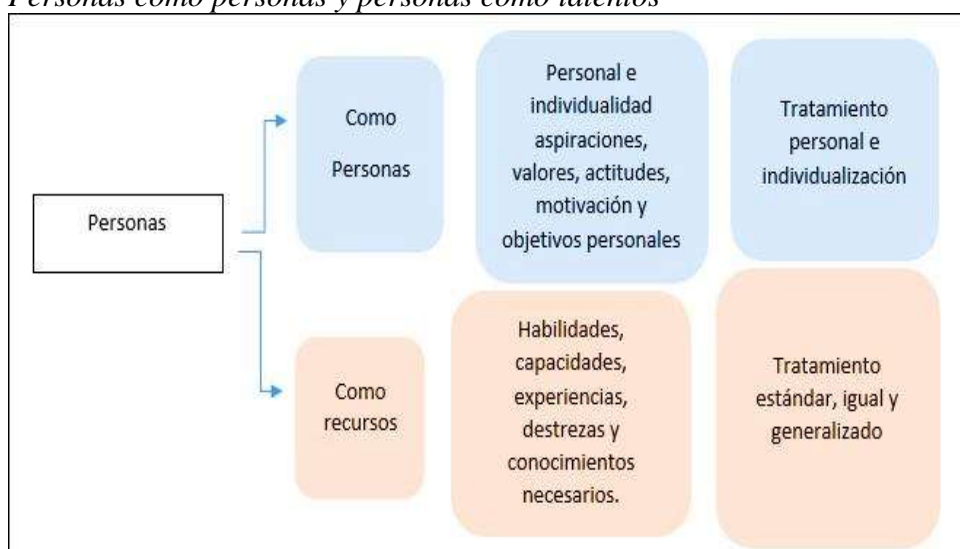 Personas como personas y personas como talentos
Personas
Como
Personas
Personal e
individualidad
aspiraciones,
valores, actitudes,
motivación y
objetivos personales
Tratamiento
personal e
individualización
Como
recursos
Habilidades,
capacidades,
experiencias,
destrezas y
conocimientos
necesarios.
Tratamiento
estándar, igual y
generalizado